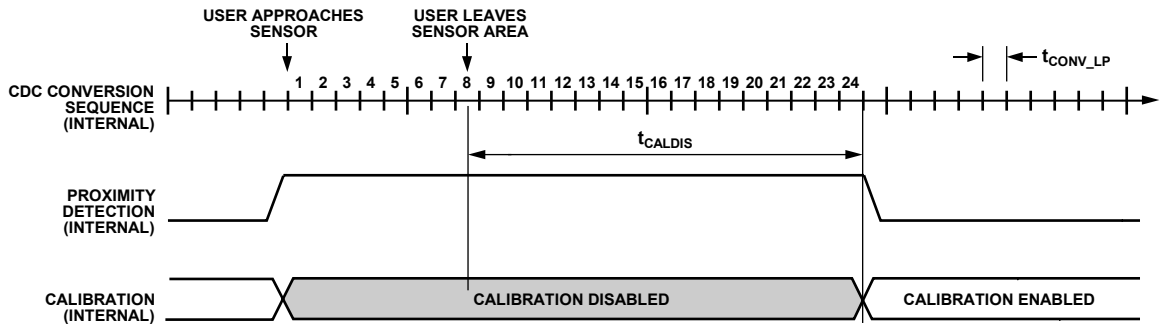 USER APPROACHES
SENSOR
USER LEAVES
SENSOR AREA
tCONV_LP
1 2 3 4 5 6 7 8 9 10 11 12 13 14 15 16 17 18 19 20 21 22 23 24
CDC CONVERSION
SEQUENCE
(INTERNAL)
tCALDIS
PROXIMITY
DETECTION
(INTERNAL)
CALIBRATION
(INTERNAL)
CALIBRATION DISABLED
CALIBRATION ENABLED